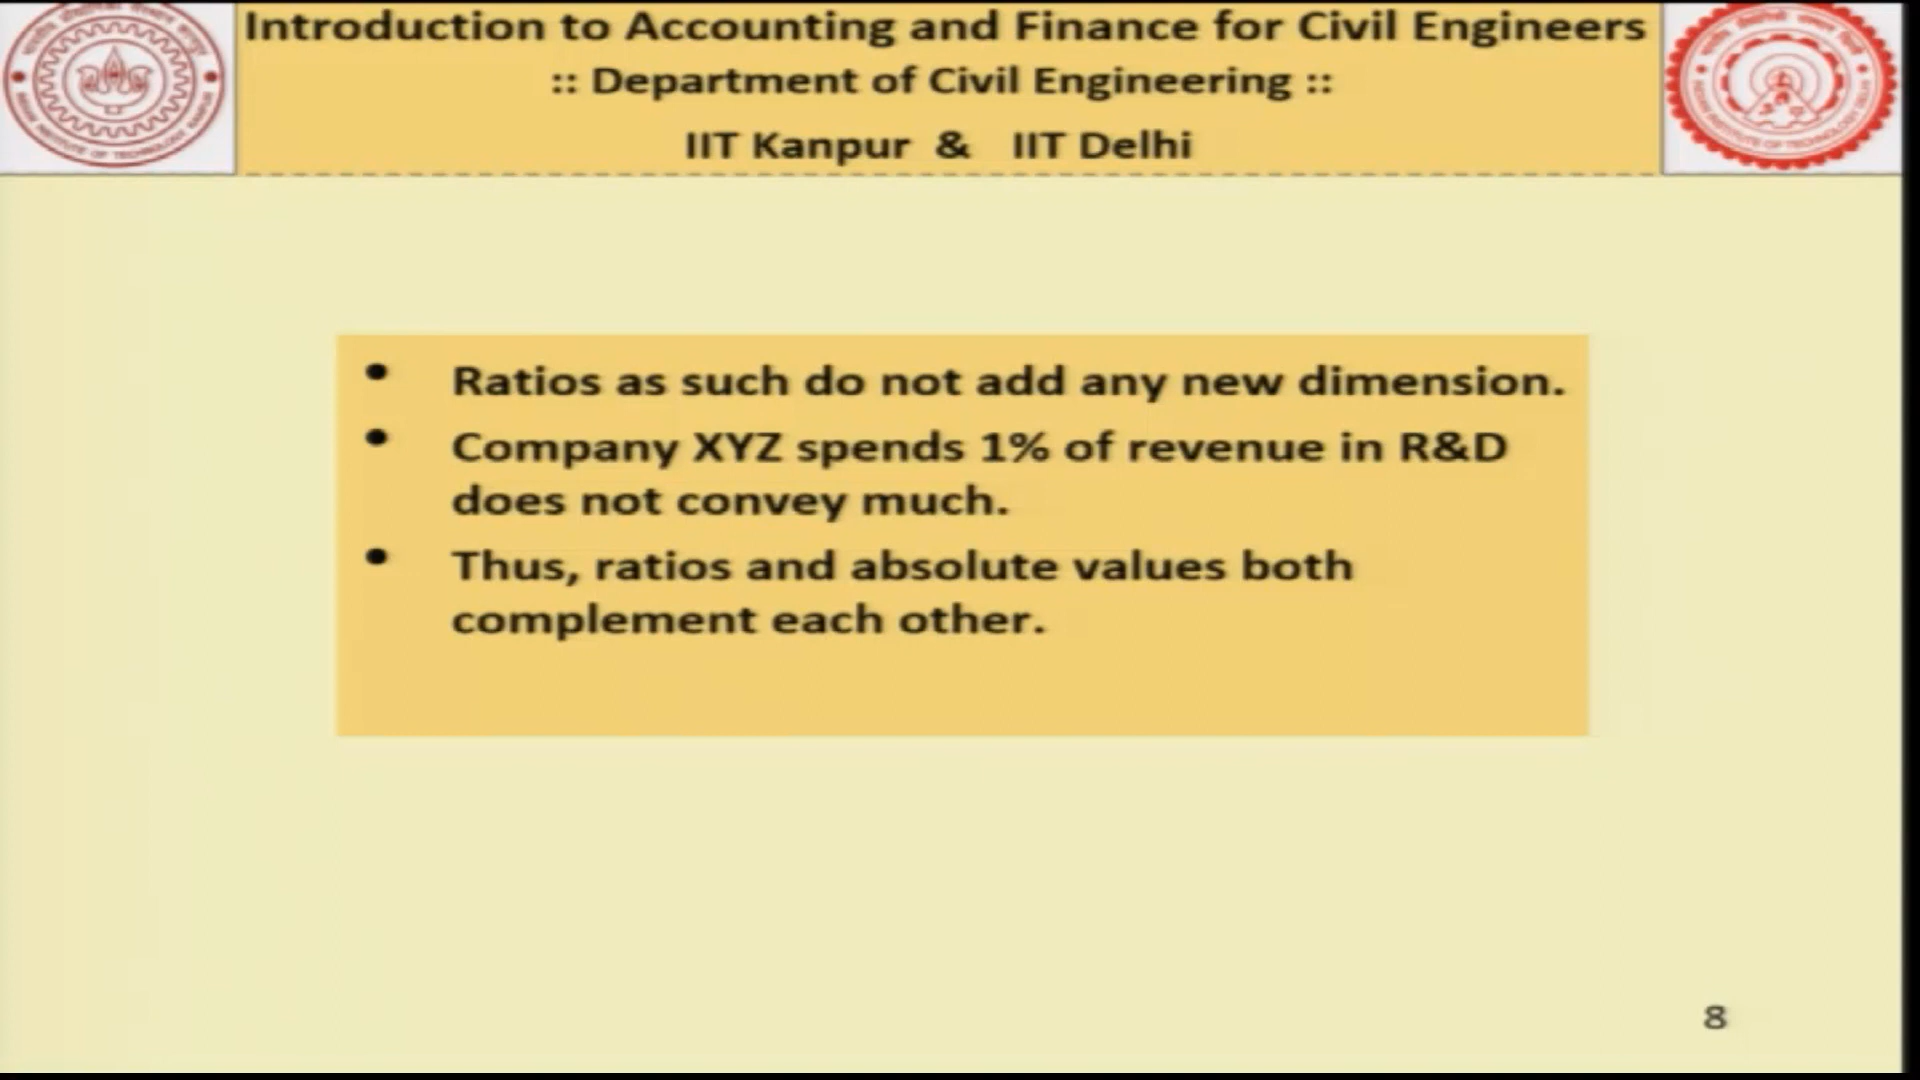 Introduction to Accounting and Finance for Civil Engineers
:: Department of Civil Engineering ::
IIT Kanpur & IIT Delhi
• Ratios as such do not add any new dimension.
• Company XYZ spends 1% of revenue in R&D
does not convey much.
• Thus, ratios and absolute values both
complement each other.
8